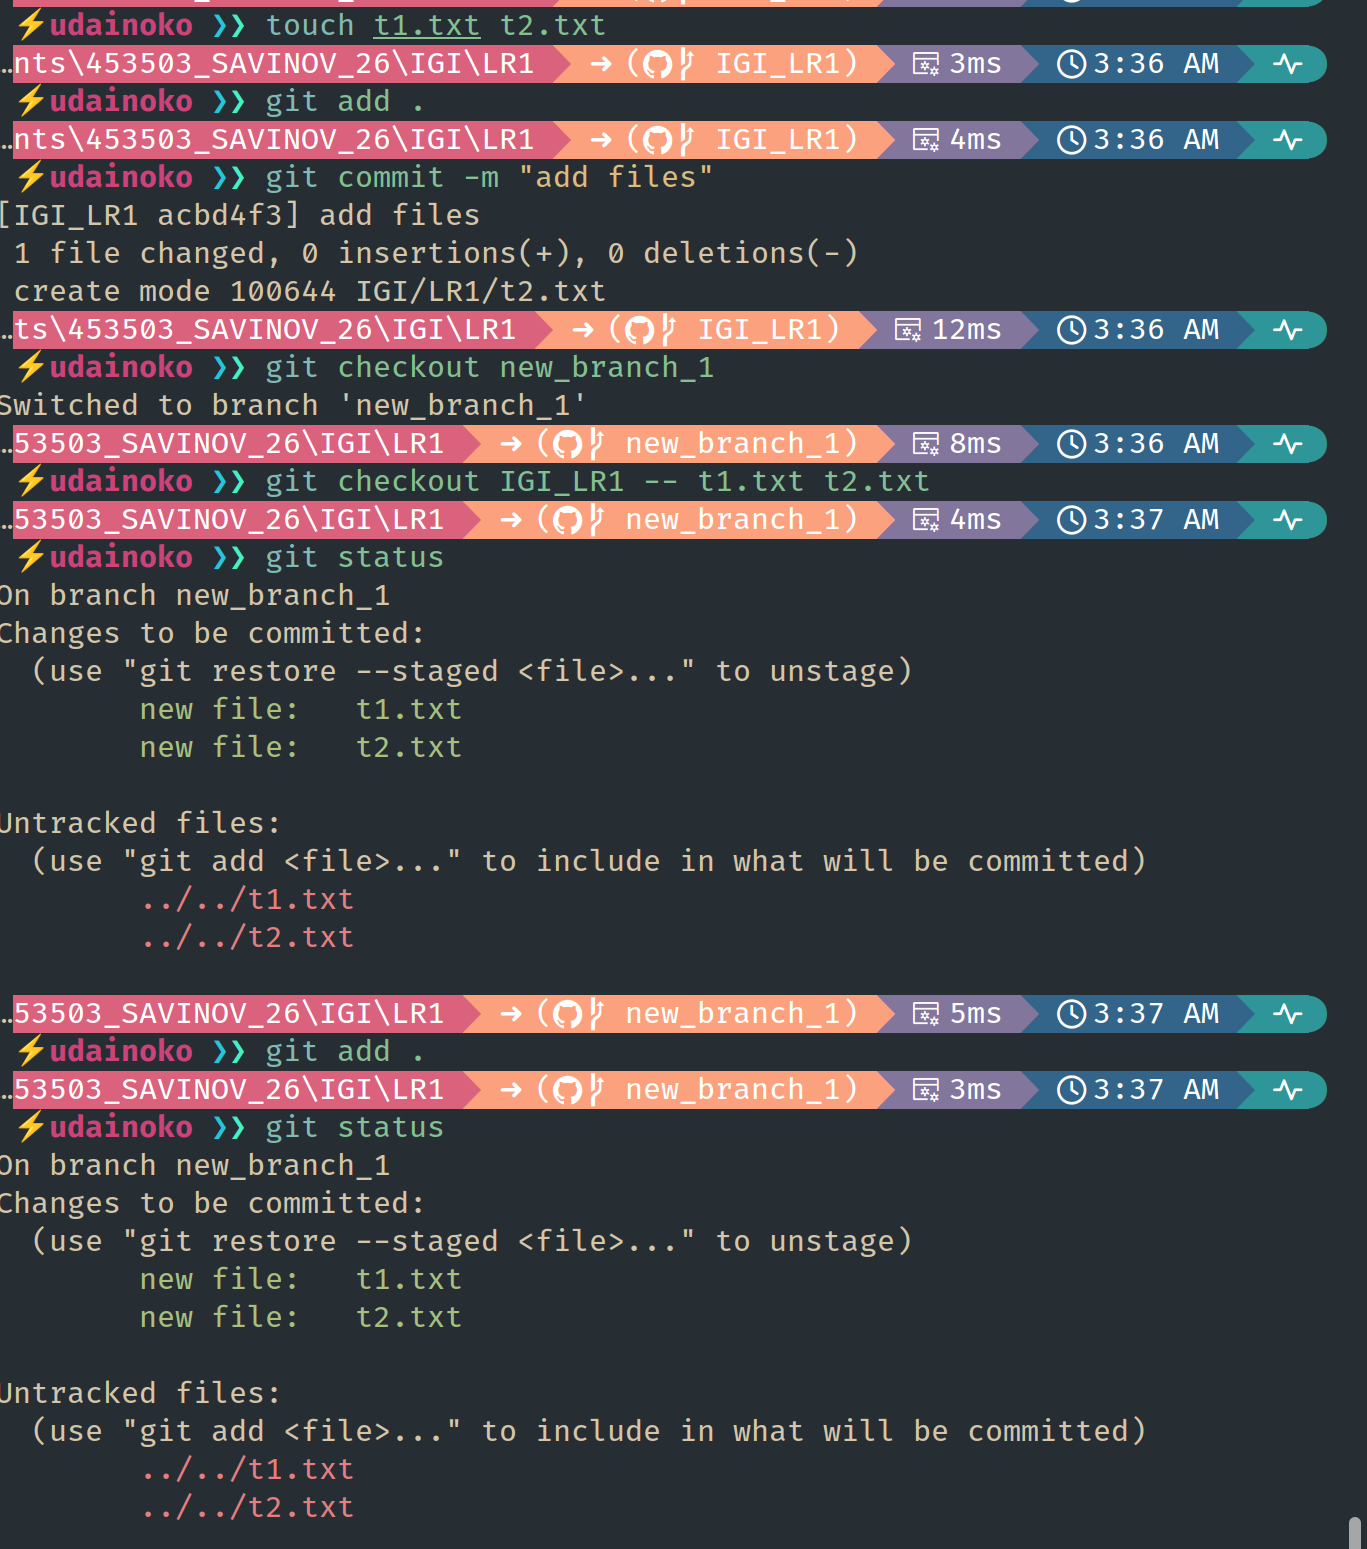 ⚡udainoko ❯❯ touch t1.txt t2.txt
..nts\453503_SAVINOV_26\IGI\LR1 ➜ ( IGI_LR1) 3ms 3:36 AM
⚡udainoko ❯❯ git add .
..nts\453503_SAVINOV_26\IGI\LR1 ➜ ( IGI_LR1) 4ms 3:36 AM
⚡udainoko ❯❯ git commit -m "add files"
[IGI_LR1 acbd4f3] add files
 1 file changed, 0 insertions(+), 0 deletions(-)
 create mode 100644 IGI/LR1/t2.txt
..ts\453503_SAVINOV_26\IGI\LR1 ➜ ( IGI_LR1) 12ms 3:36 AM
⚡udainoko ❯❯ git checkout new_branch_1
Switched to branch 'new_branch_1'
..53503_SAVINOV_26\IGI\LR1 ➜ ( new_branch_1) 8ms 3:36 AM
⚡udainoko ❯❯ git checkout IGI_LR1 -- t1.txt t2.txt
..53503_SAVINOV_26\IGI\LR1 ➜ ( new_branch_1) 4ms 3:37 AM
⚡udainoko ❯❯ git status
On branch new_branch_1
Changes to be committed:
  (use "git restore --staged <file>..." to unstage)
        new file:   t1.txt
        new file:   t2.txt

Untracked files:
  (use "git add <file>..." to include in what will be committed)
        ../../t1.txt
        ../../t2.txt

..53503_SAVINOV_26\IGI\LR1 ➜ ( new_branch_1) 5ms 3:37 AM
⚡udainoko ❯❯ git add .
..53503_SAVINOV_26\IGI\LR1 ➜ ( new_branch_1) 3ms 3:37 AM
⚡udainoko ❯❯ git status
On branch new_branch_1
Changes to be committed:
  (use "git restore --staged <file>..." to unstage)
        new file:   t1.txt
        new file:   t2.txt

Untracked files:
  (use "git add <file>..." to include in what will be committed)
        ../../t1.txt
        ../../t2.txt